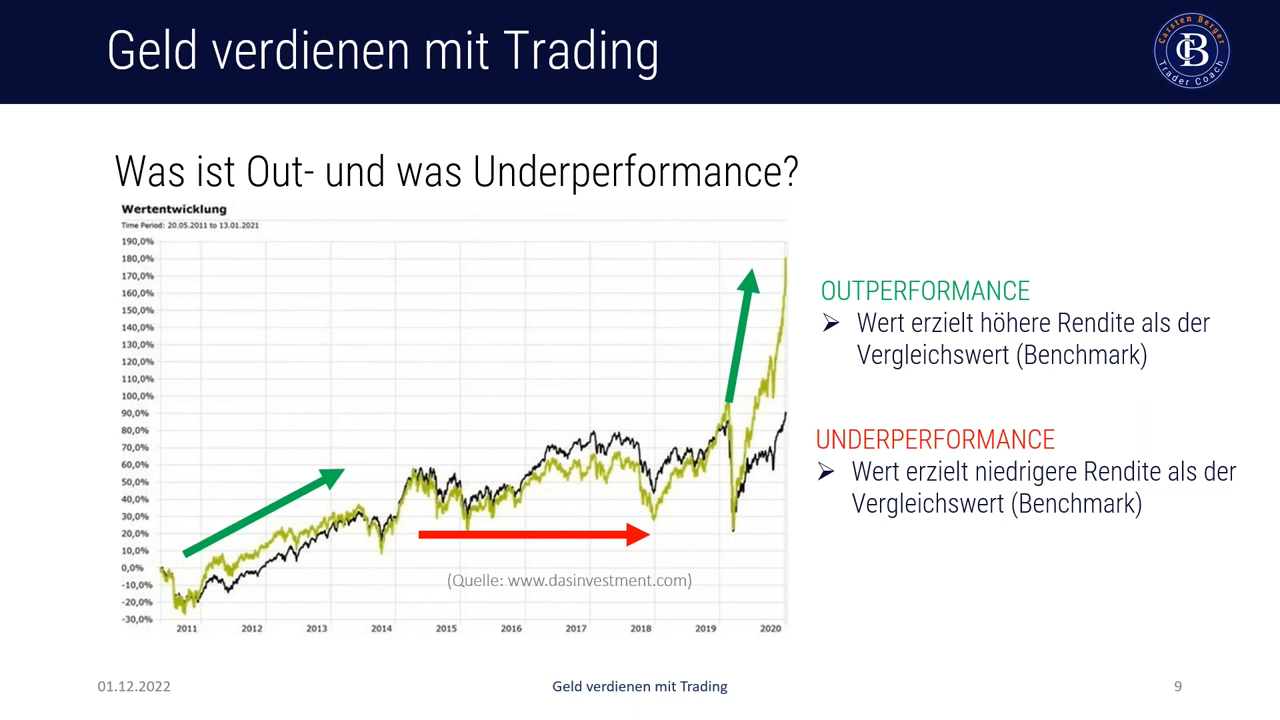 Geld verdienen mit Trading
Carsten Berger
CB
Trader Coach
Was ist Out- und was Underperformance?
Wertentwicklung
Time Period: 20.05.2011 to 13.01.2021
190,0%
180,0%
170,0%
160,0%
150,0%
140,0%
130,0%
120,0%
110,0%
100,0%
90,0%
80,0%
70,0%
60,0%
50,0%
40,0%
30,0%
20,0%
10,0%
0,0%
-10,0%
-20,0%
-30,0%
2011 2012 2013 2014 2015 2016 2017 2018 2019 2020
(Quelle: www.dasinvestment.com)
OUTPERFORMANCE
Wert erzielt höhere Rendite als der
Vergleichswert (Benchmark)
UNDERPERFORMANCE
Wert erzielt niedrigere Rendite als der
Vergleichswert (Benchmark)
01.12.2022
Geld verdienen mit Trading
9